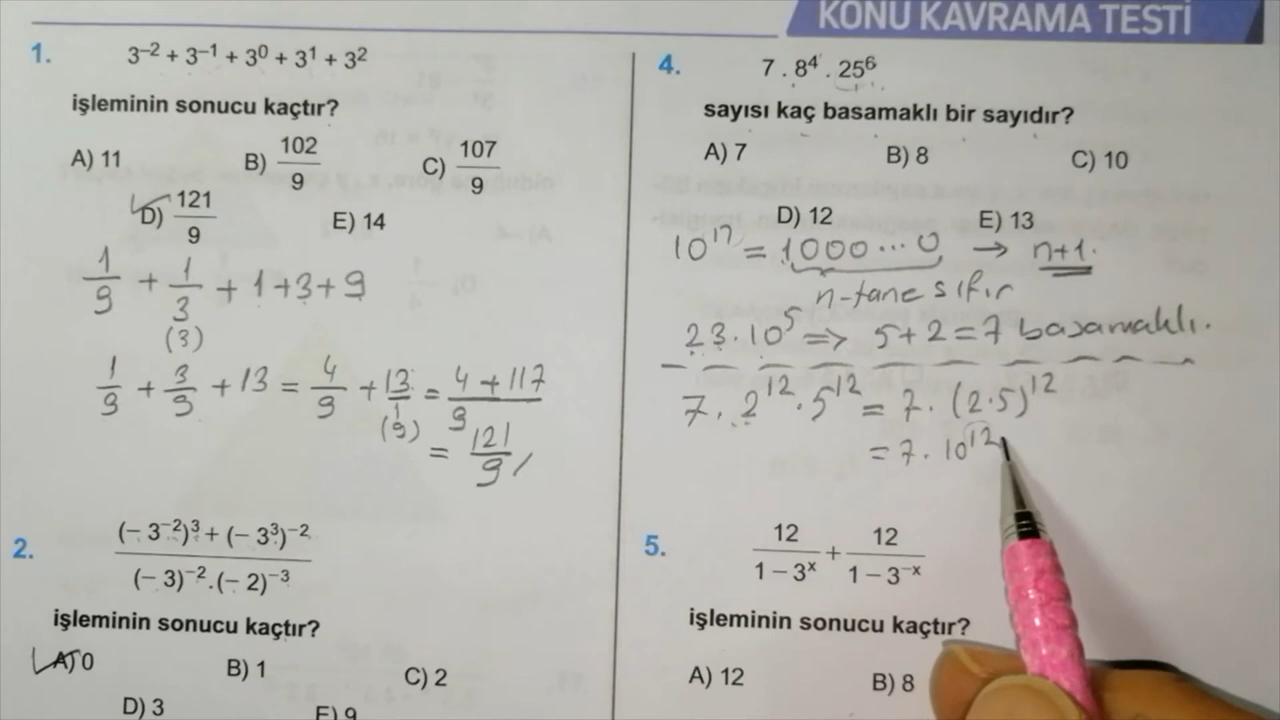 KONU KAVRAMA TESTİ
1. 3⁻² + 3⁻¹ + 3⁰ + 3¹ + 3²
işleminin sonucu kaçtır?
A) 11 B) 102/9 C) 107/9
D) 121/9 E) 14
1/9 + 1/3 + 1+3+9
(3)
1/9 + 3/9 + 13 = 4/9 + 13/1 = 4+117/9
(9)
= 121/9
2. (– 3⁻²)³ + (– 3³)⁻² / (– 3)⁻² . (– 2)⁻³
işleminin sonucu kaçtır?
A) 0 B) 1 C) 2
D) 3 E) 9
4. 7 . 8⁴ . 25⁶
sayısı kaç basamaklı bir sayıdır?
A) 7 B) 8 C) 10
D) 12 E) 13
10ⁿ = 1000...0 → n+1.
n-tane sıfır
23.10⁵ ⇒ 5+2=7 basamaklı.
7. 2¹² . 5¹² = 7. (2.5)¹²
= 7. 10¹²
5. 12/1 – 3ˣ + 12/1 – 3⁻ˣ
işleminin sonucu kaçtır?
A) 12 B) 8